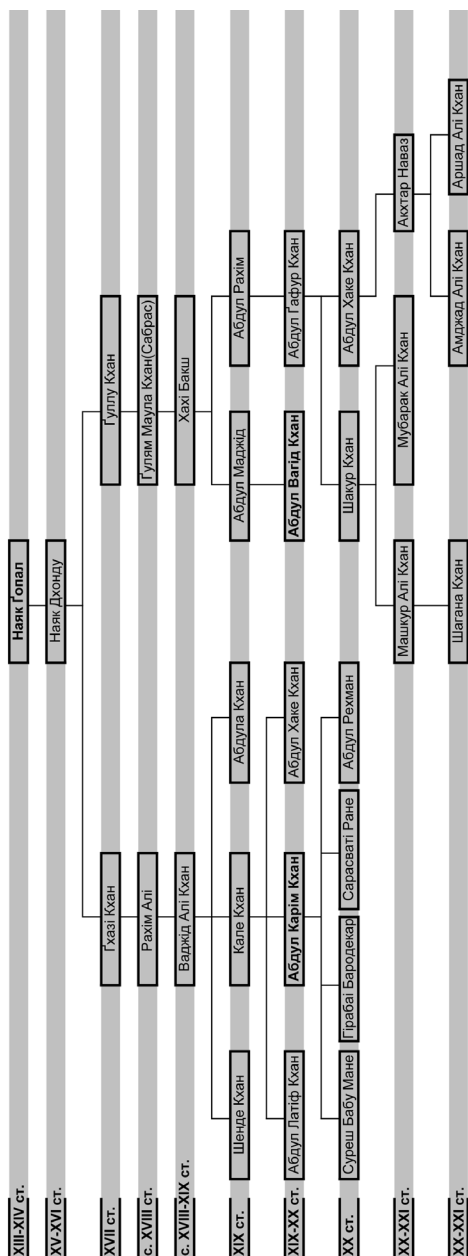 XIII-XIV ст.
Наяк Ґопал
XV-XVI ст.
Наяк Дхонду
XVII ст.
Ґхазі Кхан
Ґуллу Кхан
с. XVIII ст.
Рахім Алі
Ґулям Маула Кхан(Сабрас)
с. XVIII-XIX ст.
Ваджід Алі Кхан
Хахі Бакш
XIX ст.
Шенде Кхан
Кале Кхан
Абдула Кхан
Абдул Маджід
Абдул Рахім
XIX-XX ст.
Абдул Латіф Кхан
Абдул Карім Кхан
Абдул Хаке Кхан
Абдул Вагід Кхан
Абдул Ґафур Кхан
XX ст.
Суреш Бабу Мане
Гірабаі Бародекар
Сарасваті Ране
Абдул Рехман
Шакур Кхан
Абдул Хаке Кхан
XX-XXI ст.
Машкур Алі Кхан
Мубарак Алі Кхан
Акхтар Наваз
XX-XXI ст.
Шагана Кхан
Амджад Алі Кхан
Аршад Алі Кхан